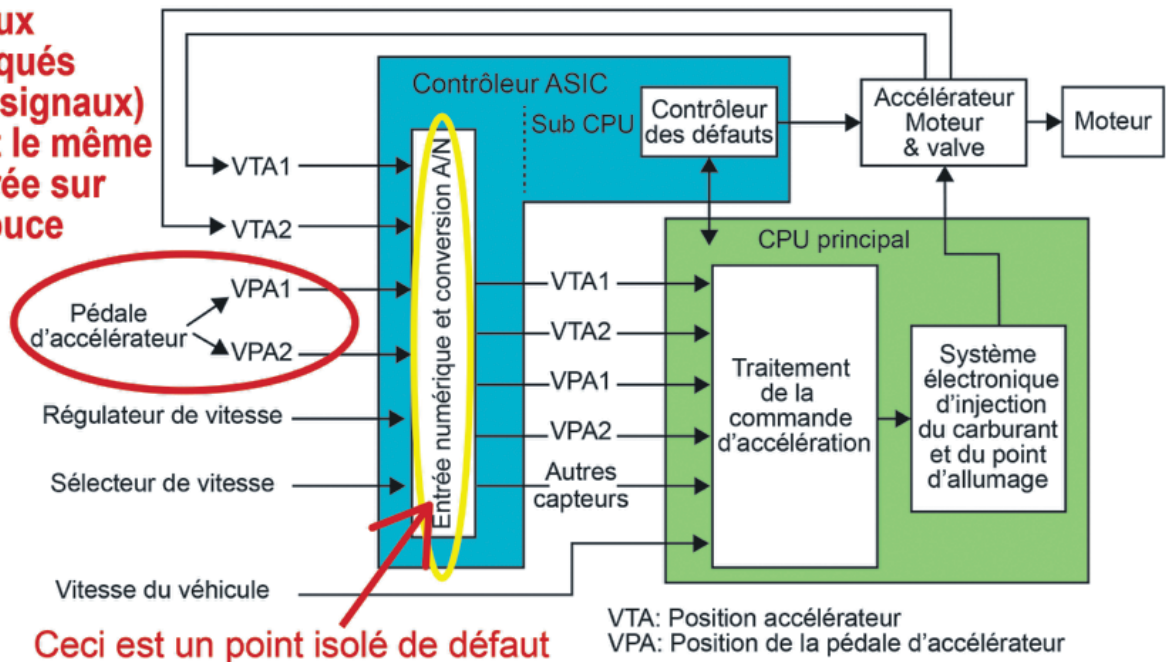 ux
qués
signaux)
t le même
rée sur
ouce
Contrôleur ASIC
Sub CPU
Contrôleur
des défauts
Accélérateur
Moteur
& valve
Moteur
VTA1
VTA2
Pédale
d'accélérateur
VPA1
VPA2
Régulateur de vitesse
Sélecteur de vitesse
Vitesse du véhicule
Entrée numérique et conversion A/N
VTA1
VTA2
VPA1
VPA2
Autres
capteurs
CPU principal
Traitement
de la
commande
d'accélération
Système
électronique
d'injection
du carburant
et du point
d'allumage
Ceci est un point isolé de défaut
VTA: Position accélérateur
VPA: Position de la pédale d'accélérateur